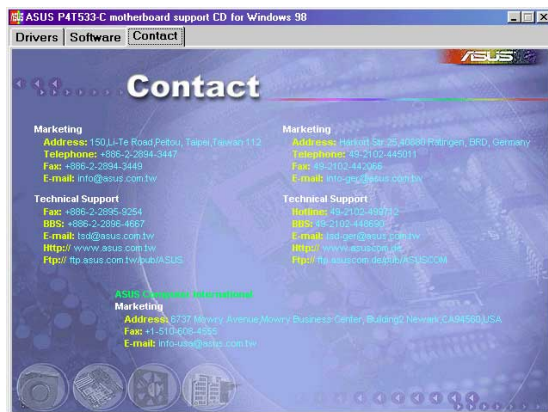 ASUS P4T533-C motherboard support CD for Windows 98
Drivers Software Contact
ASUS
Contact
Marketing
Address: 150,Li-Te Road,Peitou, Taipei,Taiwan 112
Telephone: +886-2-2894-3447
Fax: +886-2-2894-3449
E-mail: info@asus.com.tw
Technical Support
Fax: +886-2-2895-9254
BBS: +886-2-2896-4667
E-mail: tsd@asus.com.tw
Http:// www.asus.com.tw
Ftp:// ftp.asus.com.tw/pub/ASUS
Marketing
Address: Harkort Str.25,40880 Ratingen, BRD, Germany
Telephone: 49-2102-445011
Fax: 49-2102-442066
E-mail: info-ger@asus.com.tw
Technical Support
Hotline: 49-2102-499712
BBS: 49-2102-448690
E-mail: tsd-ger@asus.com.tw
Http:// www.asuscom.de
Ftp:// ftp.asuscom.de/pub/ASUSCOM
ASUS Computer International
Marketing
Address: 6737 Mowry Avenue,Mowry Business Center, Building2 Newark,CA94560,USA
Fax: +1-510-608-4555
E-mail: info-usa@asus.com.tw